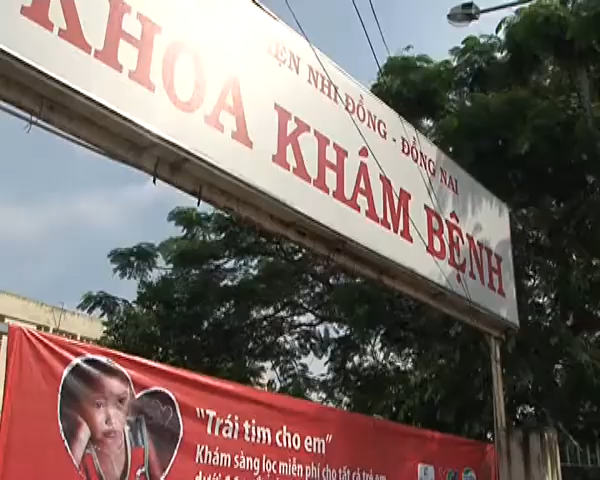 IỆN NHI ĐỒNG - ĐỒNG NAI
KHOA KHÁM BỆNH
"Trái tim cho em"
Khám sàng lọc miễn phí cho tất cả trẻ em